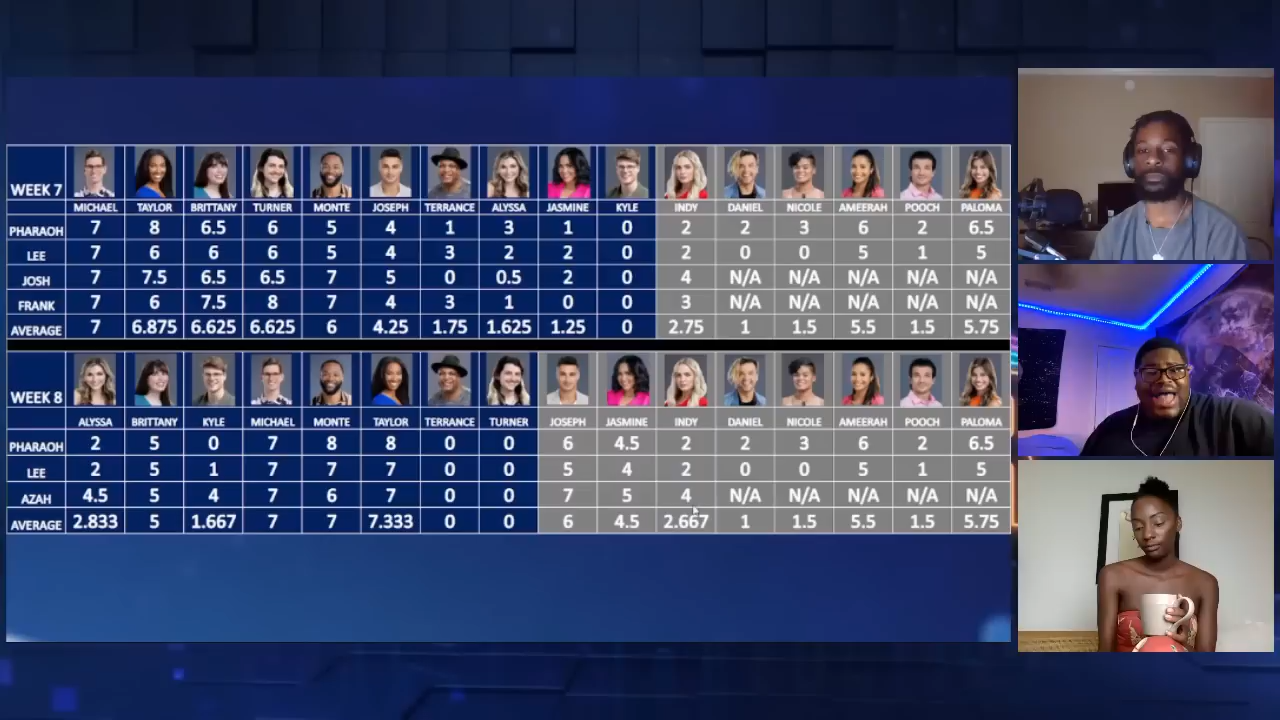 WEEK 7
MICHAEL TAYLOR BRITTANY TURNER MONTE JOSEPH TERRANCE ALYSSA JASMINE KYLE INDY DANIEL NICOLE AMEERAH POOCH PALOMA
PHARAOH 7 8 6.5 6 5 4 1 3 1 0 2 2 3 6 2 6.5
LEE 7 6 6 6 5 4 3 2 2 0 2 0 0 5 1 5
JOSH 7 7.5 6.5 6.5 7 5 0 0.5 2 0 4 N/A N/A N/A N/A N/A
FRANK 7 6 7.5 8 7 4 3 1 0 0 3 N/A N/A N/A N/A N/A
AVERAGE 7 6.875 6.625 6.625 6 4.25 1.75 1.625 1.25 0 2.75 1 1.5 5.5 1.5 5.75
WEEK 8
ALYSSA BRITTANY KYLE MICHAEL MONTE TAYLOR TERRANCE TURNER JOSEPH JASMINE INDY DANIEL NICOLE AMEERAH POOCH PALOMA
PHARAOH 2 5 0 7 8 8 0 0 6 4.5 2 2 3 6 2 6.5
LEE 2 5 1 7 7 7 0 0 5 4 2 0 0 5 1 5
AZAH 4.5 5 4 7 6 7 0 0 7 5 4 N/A N/A N/A N/A N/A
AVERAGE 2.833 5 1.667 7 7 7.333 0 0 6 4.5 2.667 1 1.5 5.5 1.5 5.75